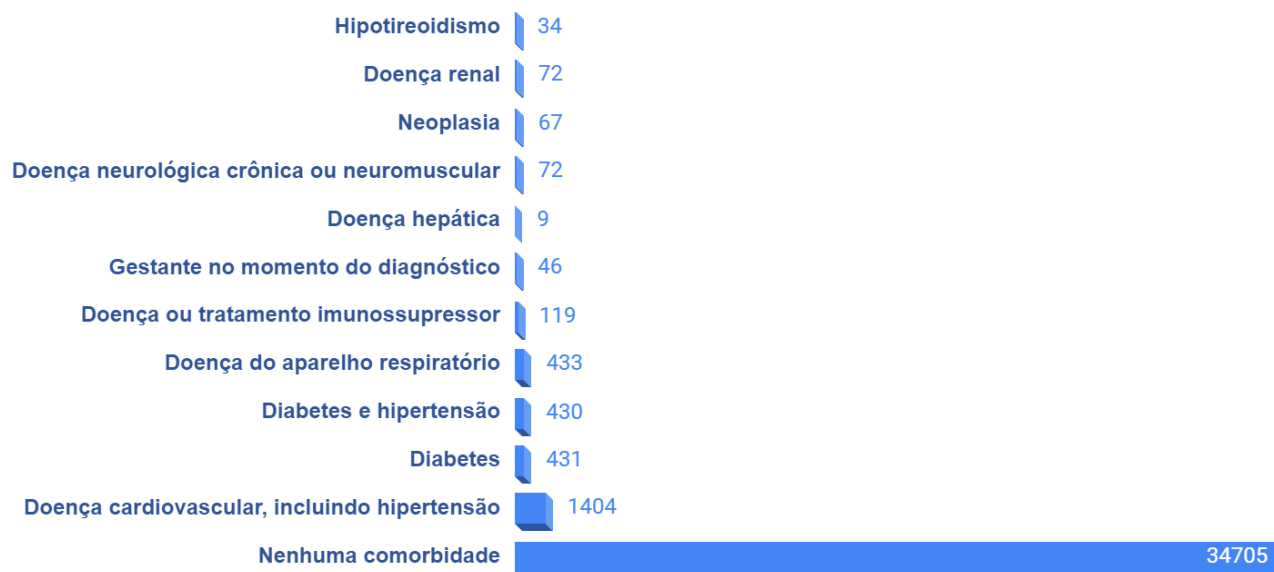 Hipotireoidismo 34
Doença renal 72
Neoplasia 67
Doença neurológica crônica ou neuromuscular 72
Doença hepática 9
Gestante no momento do diagnóstico 46
Doença ou tratamento imunossupressor 119
Doença do aparelho respiratório 433
Diabetes e hipertensão 430
Diabetes 431
Doença cardiovascular, incluindo hipertensão 1404
Nenhuma comorbidade 34705